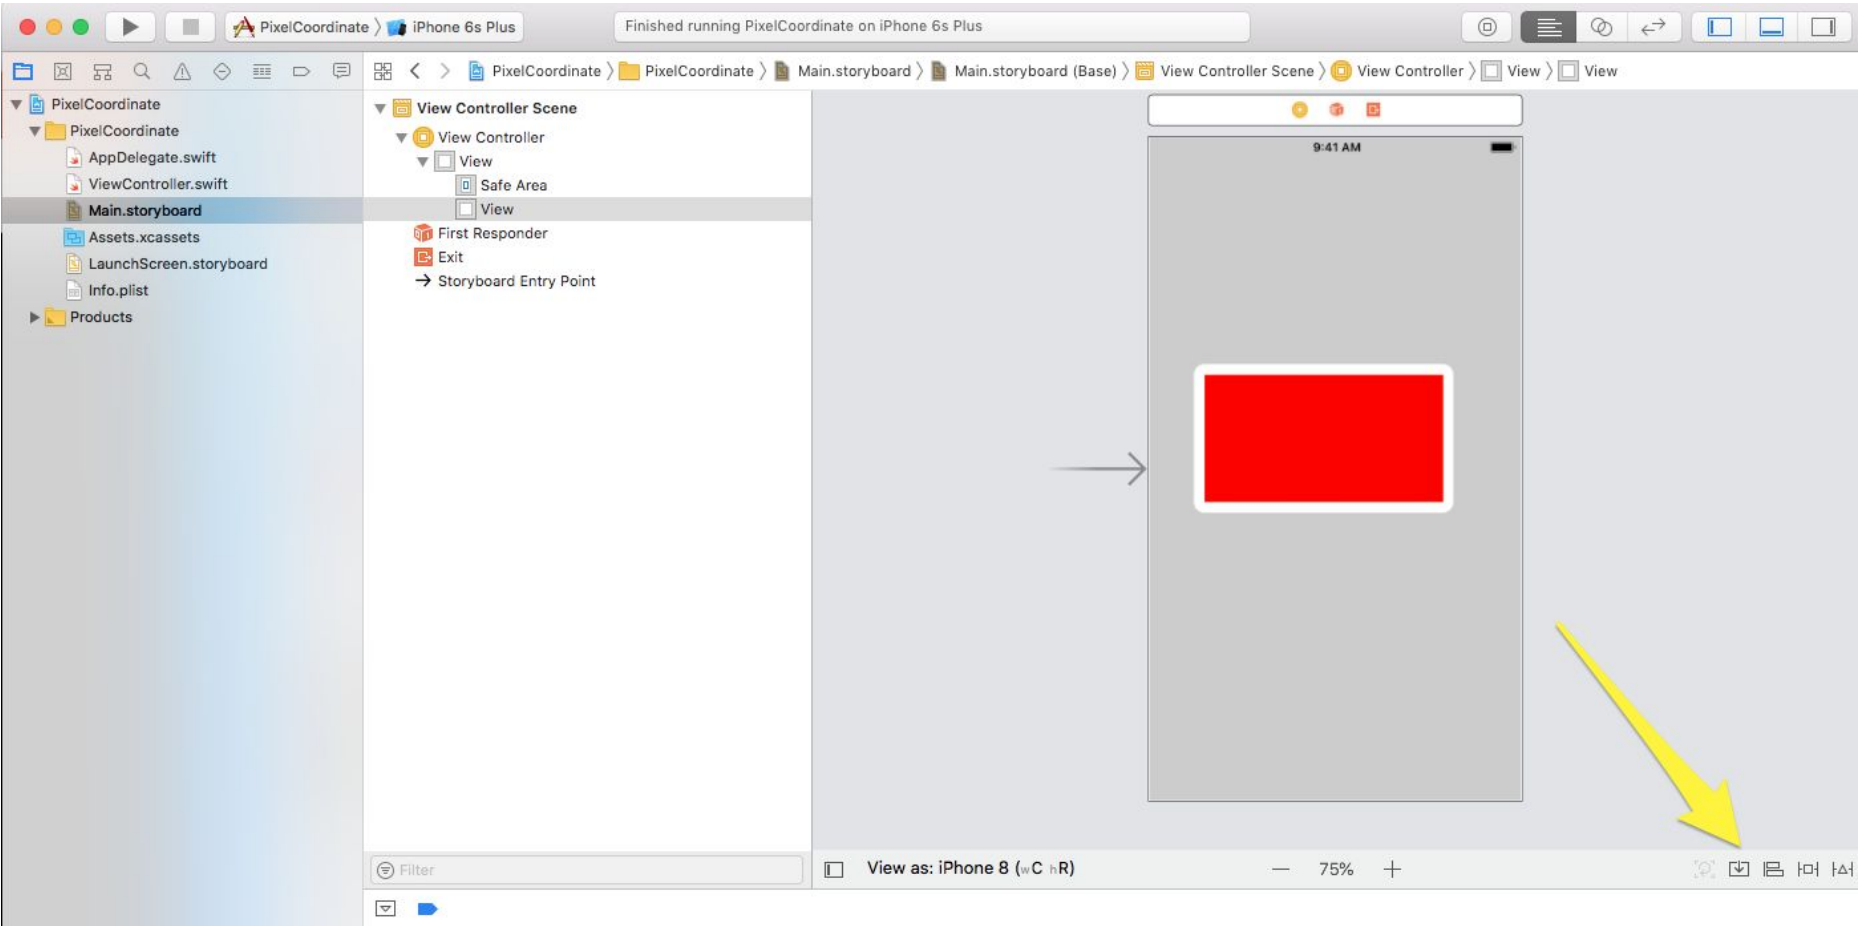 PixelCoordinate 〉 iPhone 6s Plus
Finished running PixelCoordinate on iPhone 6s Plus
PixelCoordinate 〉 PixelCoordinate 〉 Main.storyboard 〉 Main.storyboard (Base) 〉 View Controller Scene 〉 View Controller 〉 View 〉 View
PixelCoordinate
PixelCoordinate
AppDelegate.swift
ViewController.swift
Main.storyboard
Assets.xcassets
LaunchScreen.storyboard
Info.plist
Products
View Controller Scene
View Controller
View
Safe Area
View
First Responder
Exit
Storyboard Entry Point
9:41 AM
Filter
View as: iPhone 8 (wC hR)
75%